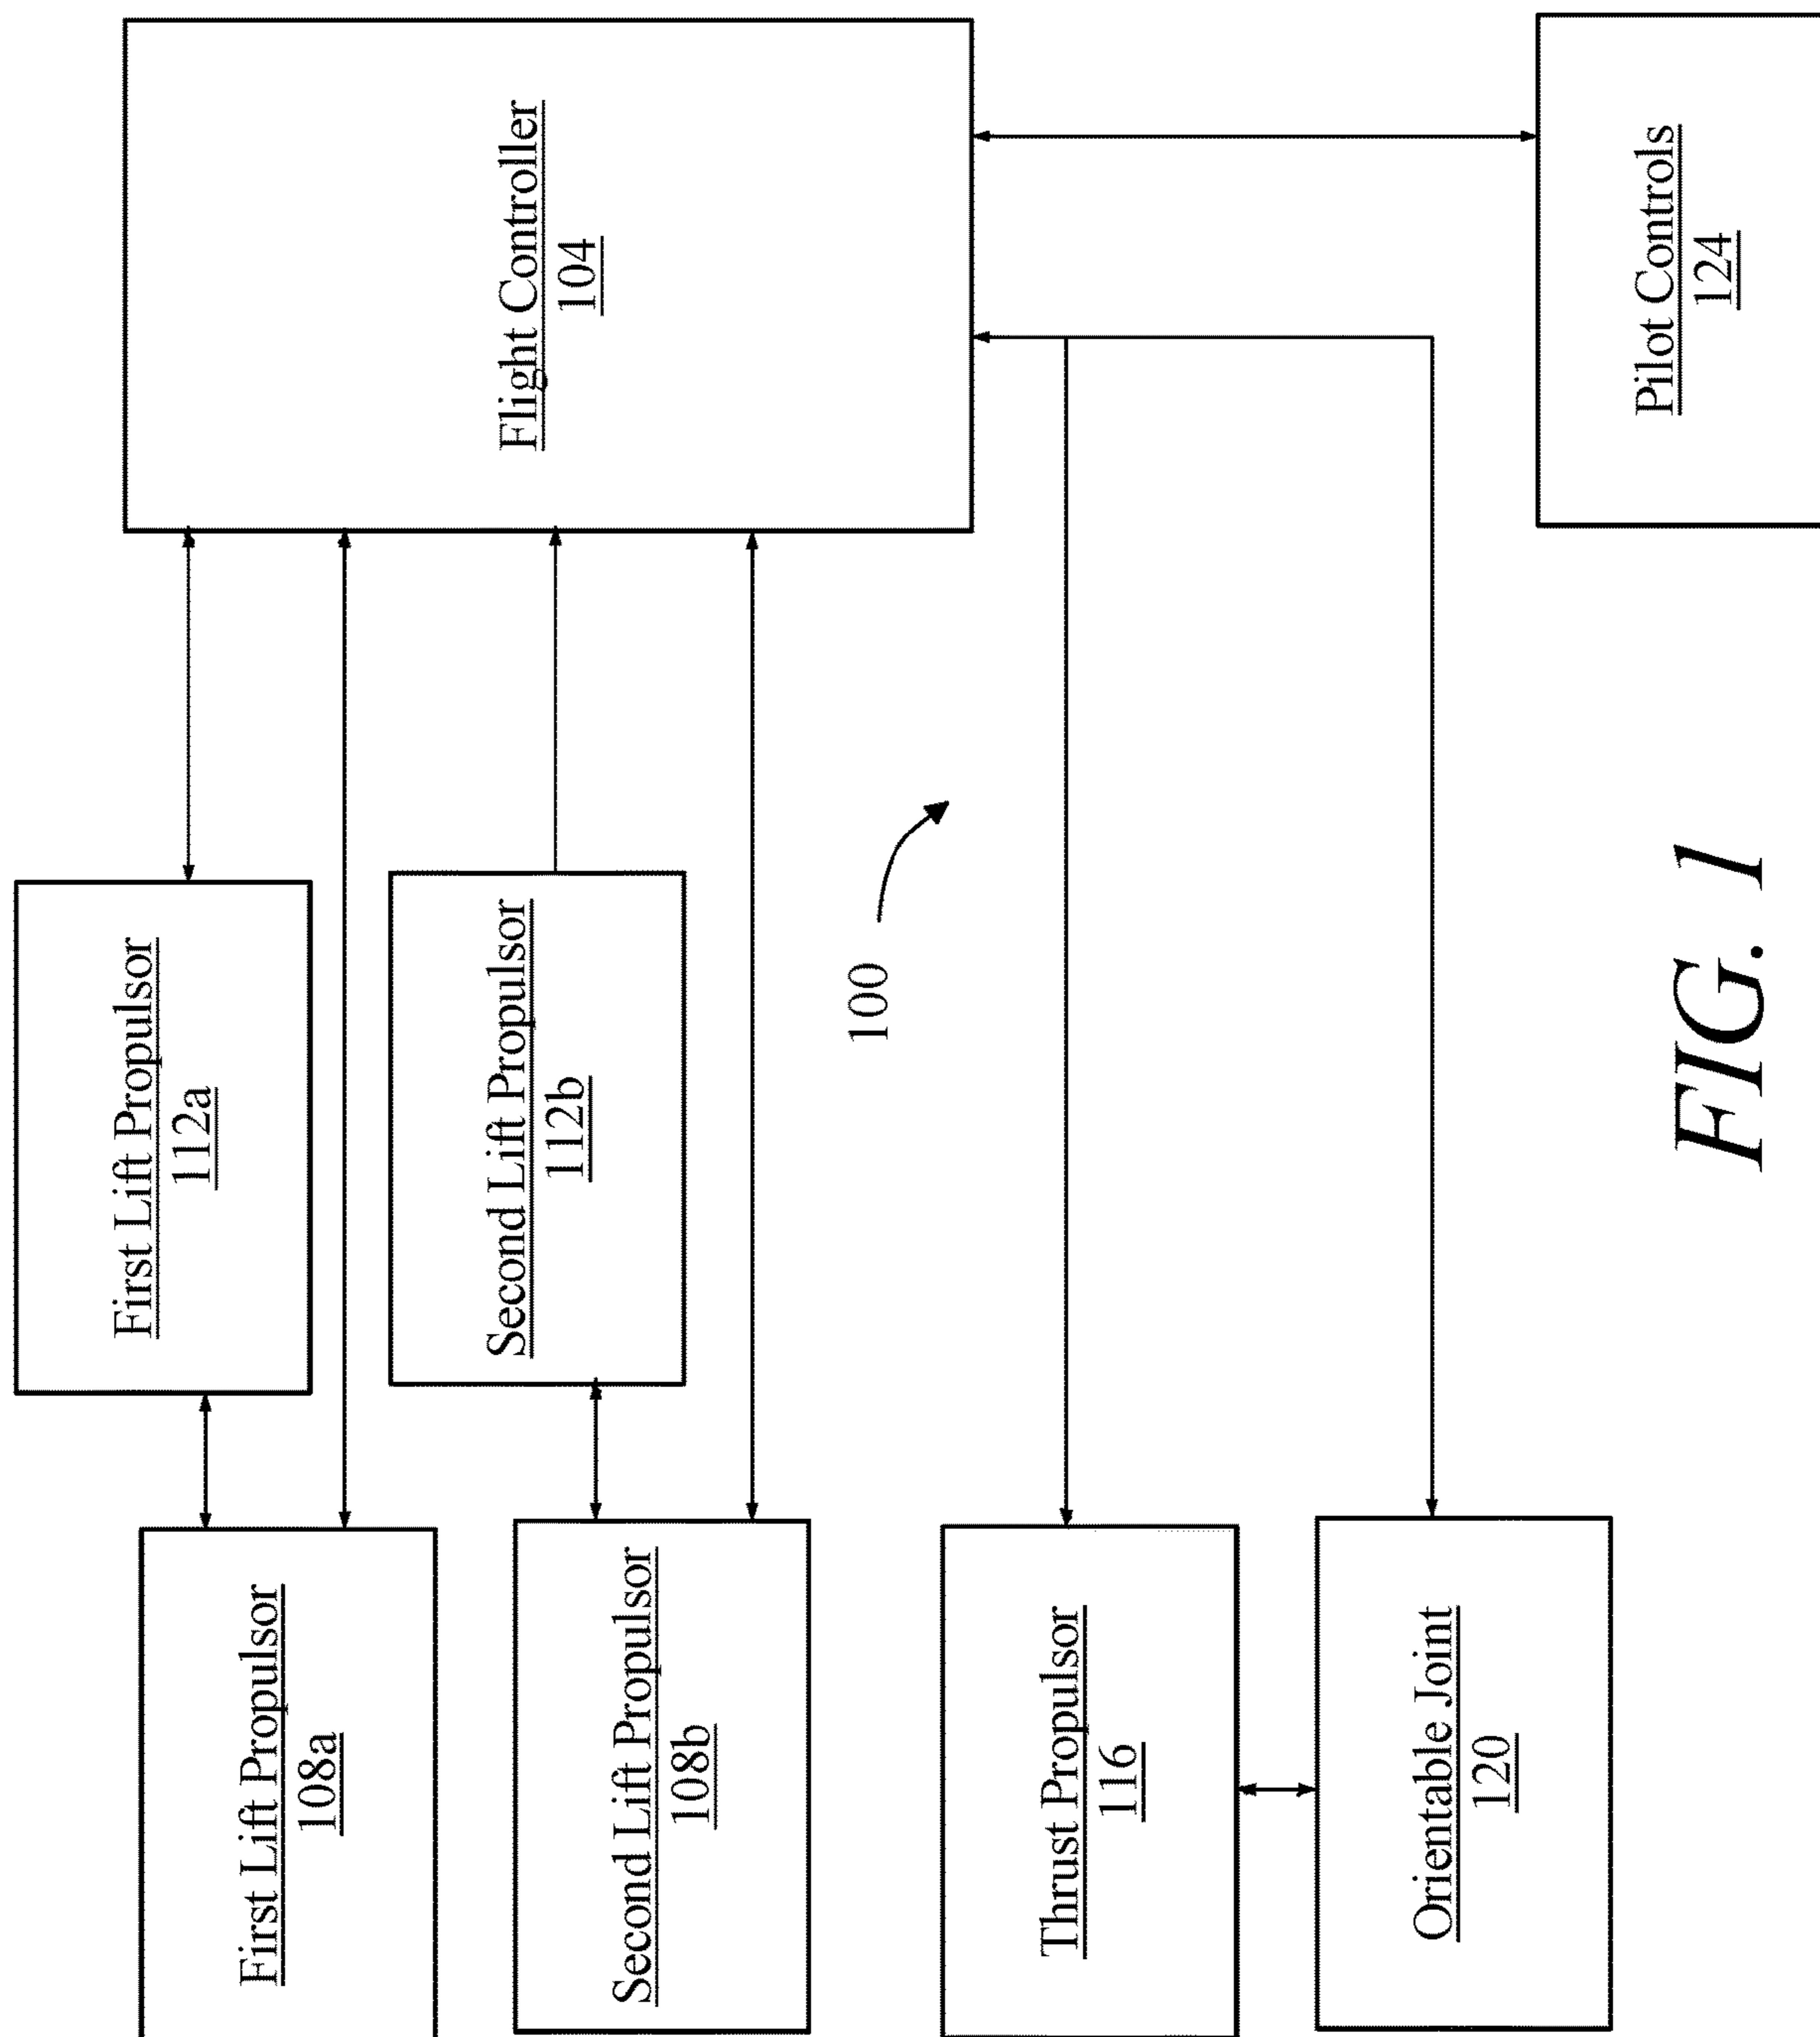 First Lift Propulsor
108a
First Lift Propulsor
112a
Flight Controller
104
Second Lift Propulsor
108b
Second Lift Propulsor
112b
100
Thrust Propulsor
116
Orientable Joint
120
Pilot Controls
124
FIG. 1